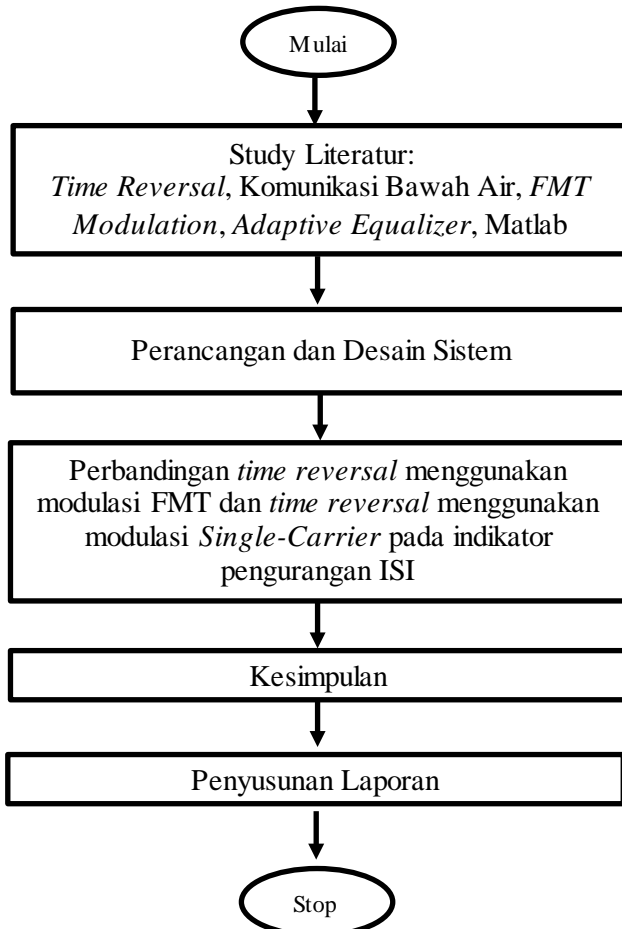 Mulai
Study Literatur:
Time Reversal, Komunikasi Bawah Air, FMT
Modulation, Adaptive Equalizer, Matlab
Perancangan dan Desain Sistem
Perbandingan time reversal menggunakan
modulasi FMT dan time reversal menggunakan
modulasi Single-Carrier pada indikator
pengurangan ISI
Kesimpulan
Penyusunan Laporan
Stop